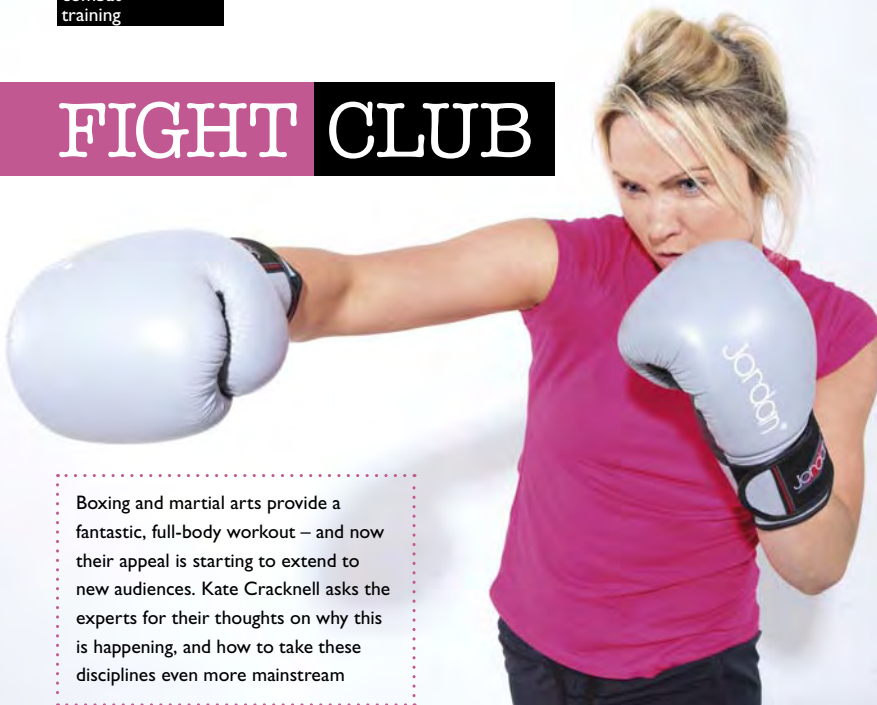 training
FIGHT CLUB
Jordan
Boxing and martial arts provide a
fantastic, full-body workout – and now
their appeal is starting to extend to
new audiences. Kate Cracknell asks the
experts for their thoughts on why this
is happening, and how to take these
disciplines even more mainstream